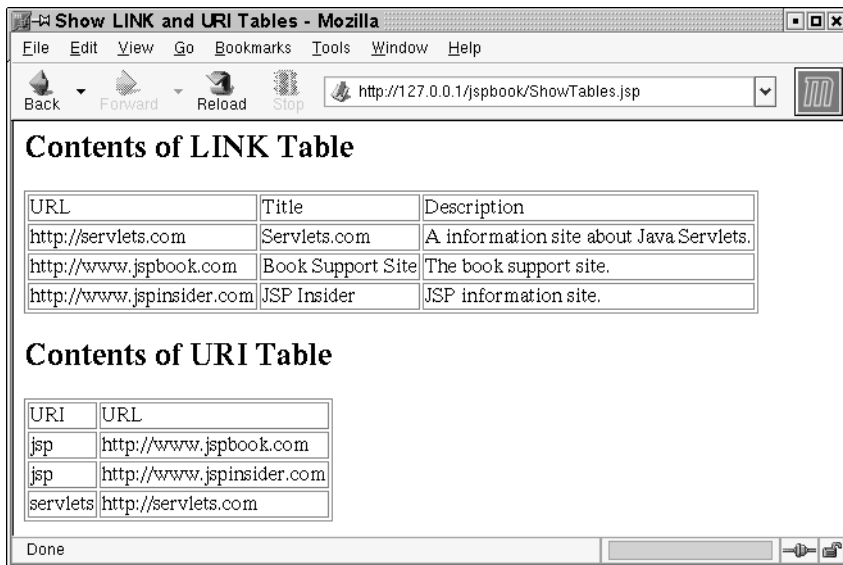 Show LINK and URI Tables - Mozilla
File Edit View Go Bookmarks Tools Window Help
Back Forward Reload Stop http://127.0.0.1/jspbook/ShowTables.jsp
Contents of LINK Table
URL Title Description
http://servlets.com Servlets.com A information site about Java Servlets.
http://www.jspbook.com Book Support Site The book support site.
http://www.jspinsider.com JSP Insider JSP information site.
Contents of URI Table
URI URL
jsp http://www.jspbook.com
jsp http://www.jspinsider.com
servlets http://servlets.com
Done